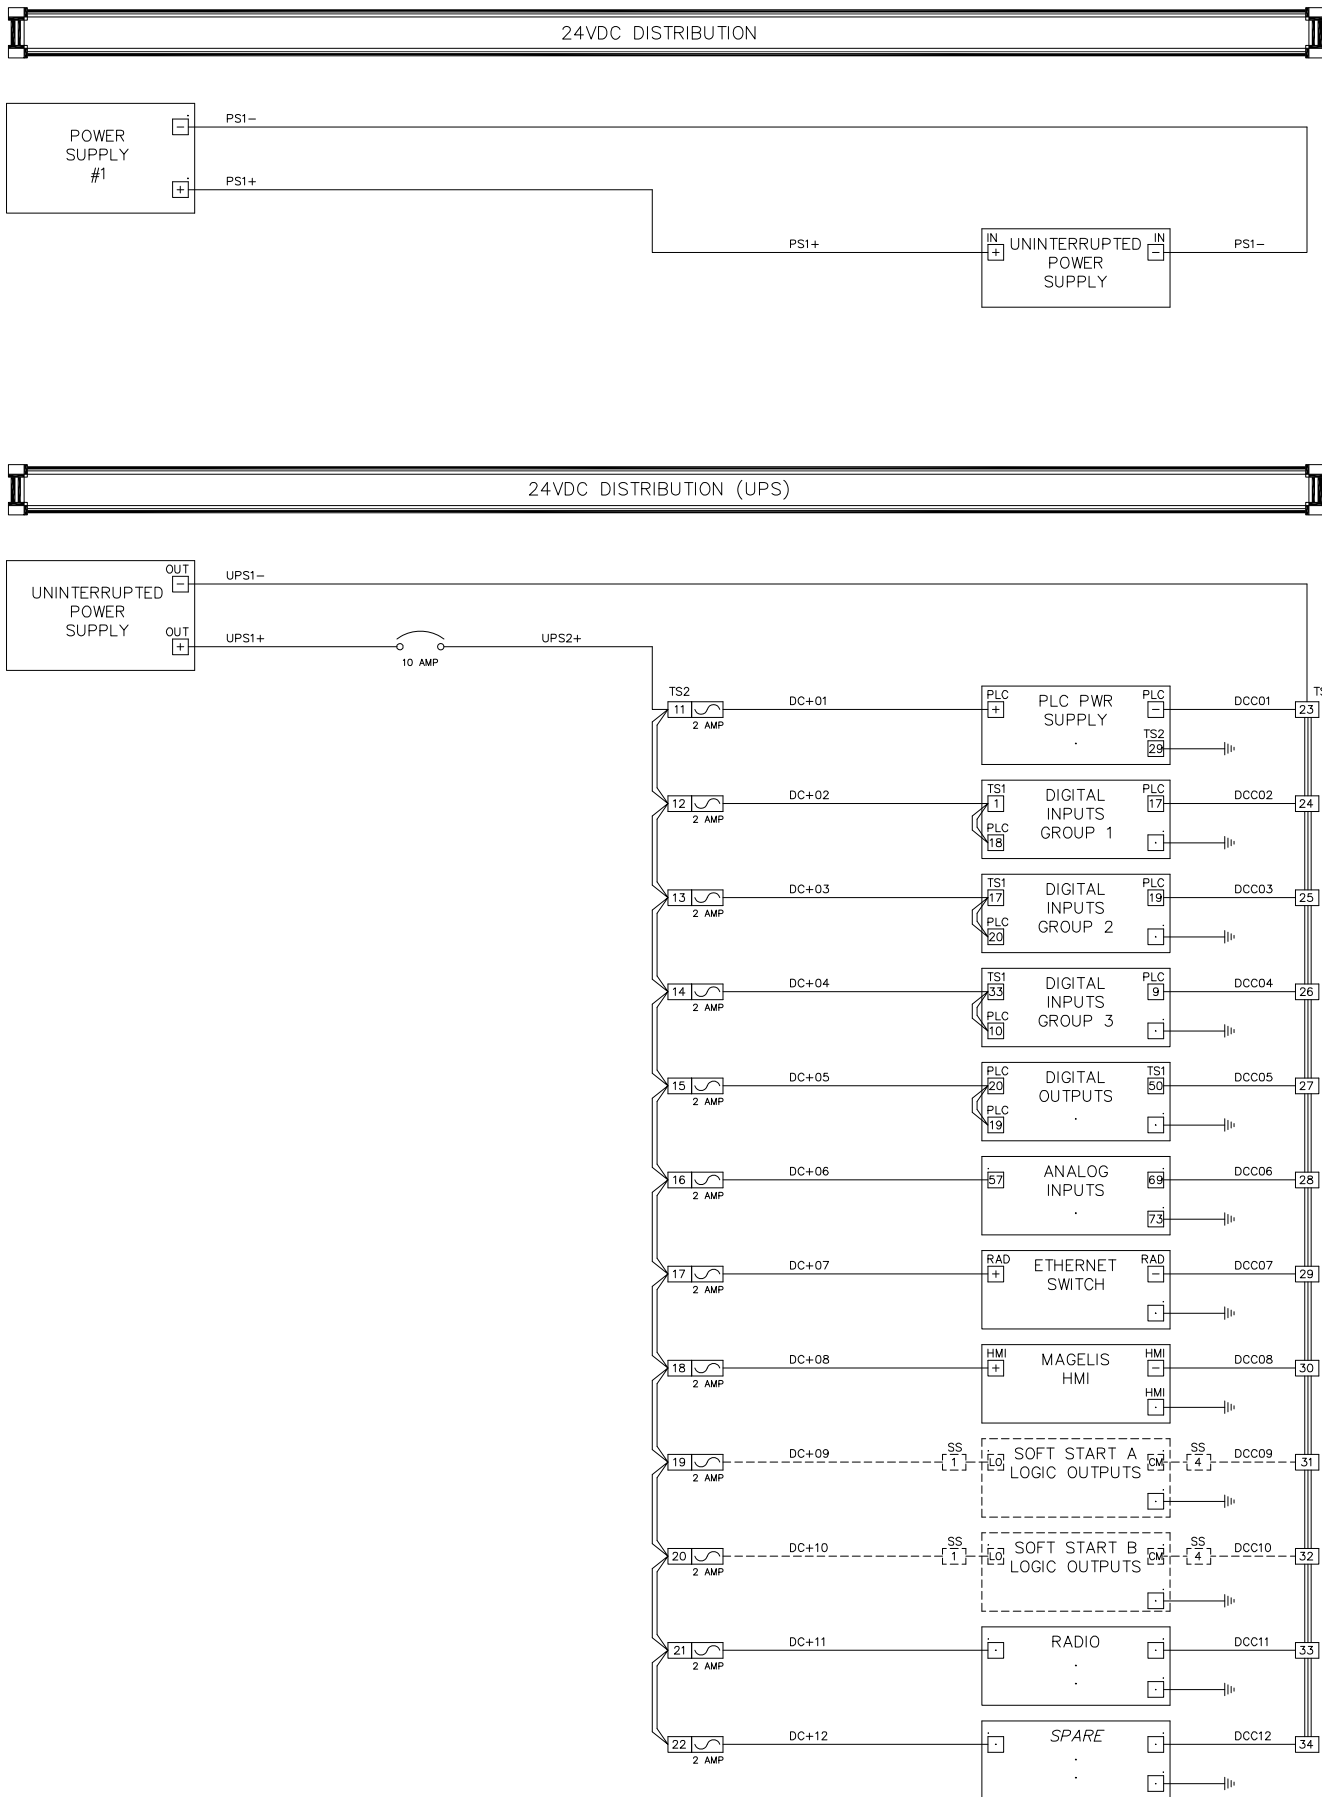 24VDC DISTRIBUTION
POWER
SUPPLY
#1
-
PS1-
+
PS1+
PS1+
IN
+
UNINTERRUPTED
POWER
SUPPLY
IN
-
PS1-
24VDC DISTRIBUTION (UPS)
UNINTERRUPTED
POWER
SUPPLY
OUT
-
UPS1-
OUT
+
UPS1+
10 AMP
UPS2+
TS2
11
2 AMP
DC+01
PLC
+
PLC PWR
SUPPLY
PLC
-
TS2
29
DCC01
23
12
2 AMP
DC+02
TS1
1
PLC
18
DIGITAL
INPUTS
GROUP 1
PLC
17
DCC02
24
13
2 AMP
DC+03
TS1
17
PLC
20
DIGITAL
INPUTS
GROUP 2
PLC
19
DCC03
25
14
2 AMP
DC+04
TS1
33
PLC
10
DIGITAL
INPUTS
GROUP 3
PLC
9
DCC04
26
15
2 AMP
DC+05
PLC
20
PLC
19
DIGITAL
OUTPUTS
TS1
50
DCC05
27
16
2 AMP
DC+06
57
ANALOG
INPUTS
69
73
DCC06
28
17
2 AMP
DC+07
RAD
+
ETHERNET
SWITCH
RAD
-
DCC07
29
18
2 AMP
DC+08
HMI
+
MAGELIS
HMI
HMI
-
HMI
DCC08
30
19
2 AMP
DC+09
SS
1
LO
SOFT START A
LOGIC OUTPUTS
CM
SS
4
DCC09
31
20
2 AMP
DC+10
SS
1
LO
SOFT START B
LOGIC OUTPUTS
CM
SS
4
DCC10
32
21
2 AMP
DC+11
RADIO
DCC11
33
22
2 AMP
DC+12
SPARE
DCC12
34